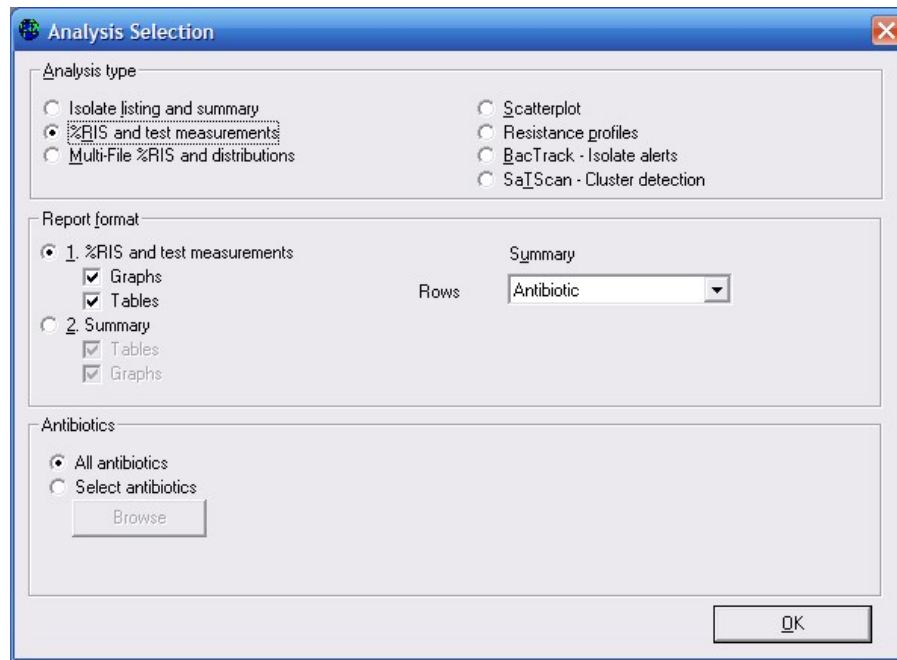 Analysis Selection
Analysis type
Isolate listing and summary
%RIS and test measurements
Multi-File %RIS and distributions
Scatterplot
Resistance profiles
BacTrack - Isolate alerts
SaTScan - Cluster detection
Report format
1. %RIS and test measurements
Graphs
Tables
2. Summary
Tables
Graphs
Summary
Rows Antibiotic
Antibiotics
All antibiotics
Select antibiotics
Browse
OK